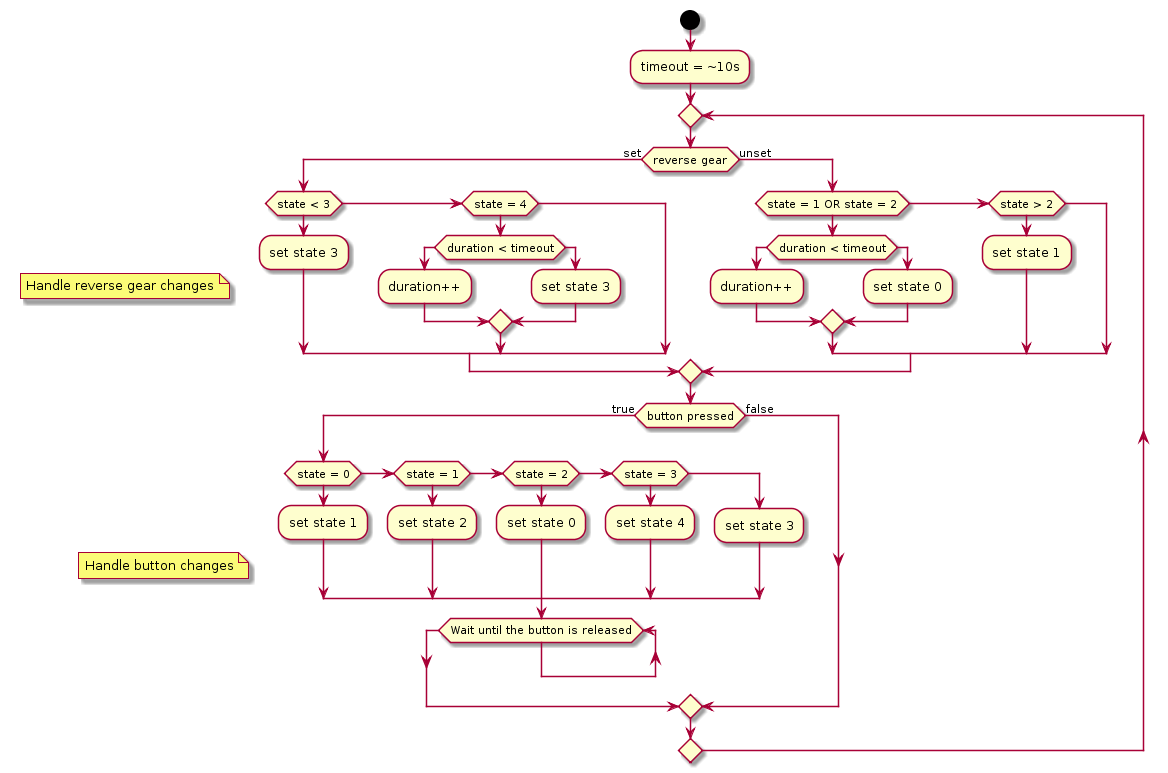 timeout = ~10s
set
reverse gear
unset
state < 3
state = 4
state = 1 OR state = 2
state > 2
duration < timeout
duration < timeout
set state 3
set state 1
Handle reverse gear changes
duration++
set state 3
duration++
set state 0
true
button pressed
false
state = 0
state = 1
state = 2
state = 3
set state 1
set state 2
set state 0
set state 4
set state 3
Handle button changes
Wait until the button is released